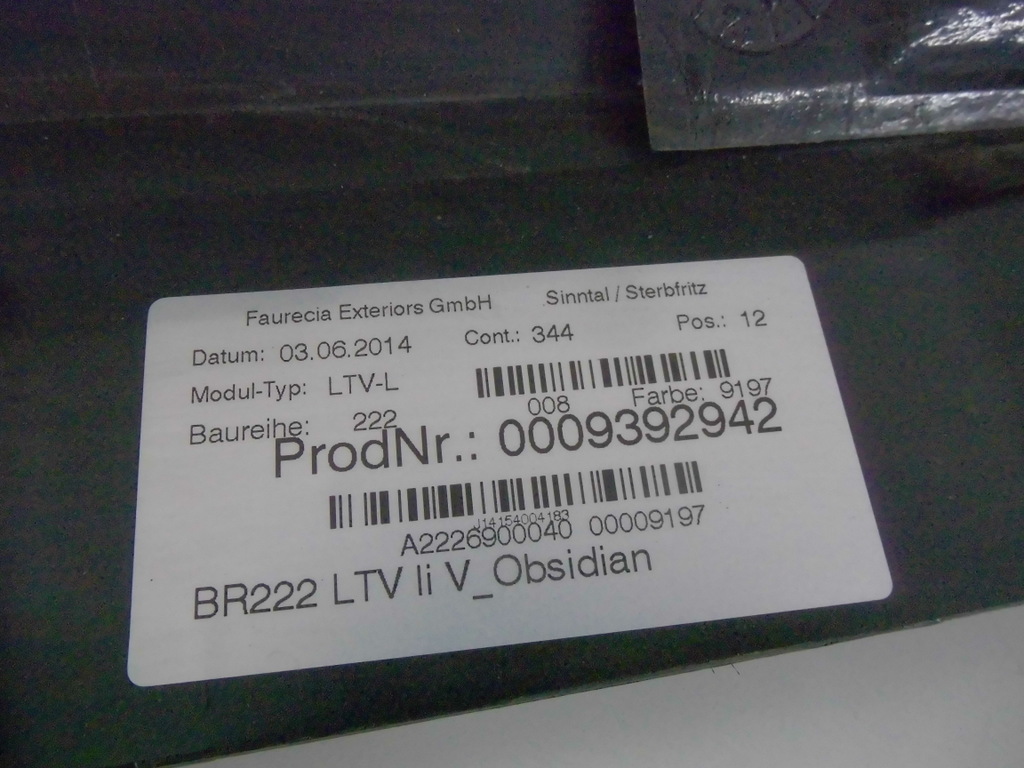 Faurecia Exteriors GmbH Sinntal / Sterbfritz
Datum: 03.06.2014 Cont.: 344 Pos.: 12
Modul-Typ: LTV-L
008 Farbe: 9197
Baureihe: 222
ProdNr.: 0009392942
J14154004183
A2226900040 00009197
BR222 LTV li V_Obsidian